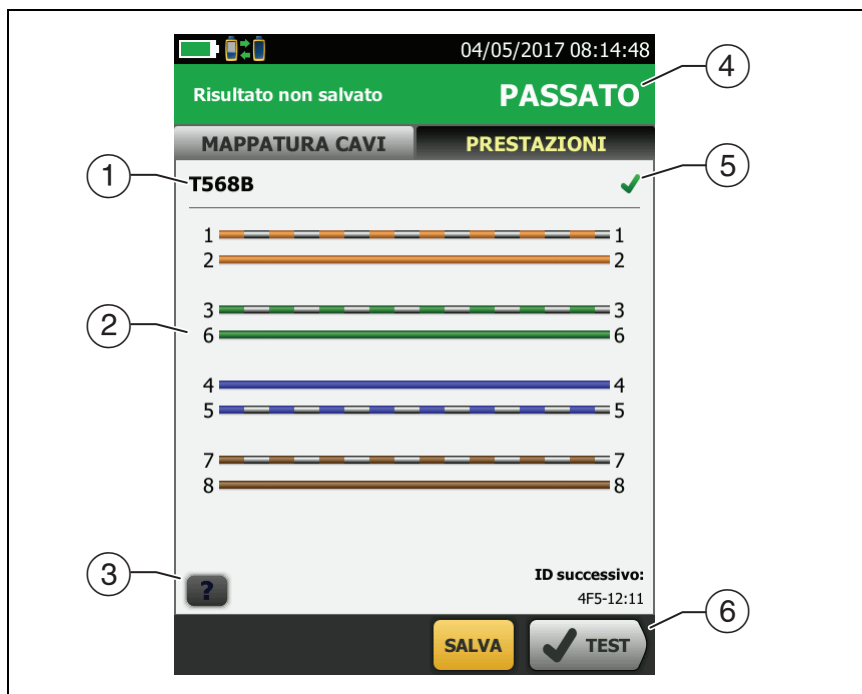 04/05/2017 08:14:48
Risultato non salvato PASSATO
MAPPATURA CAVI PRESTAZIONI
T568B
1 1
2 2
3 3
6 6
4 4
5 5
7 7
8 8
?
ID successivo:
4F5-12:11
SALVA TEST
1
2
3
4
5
6